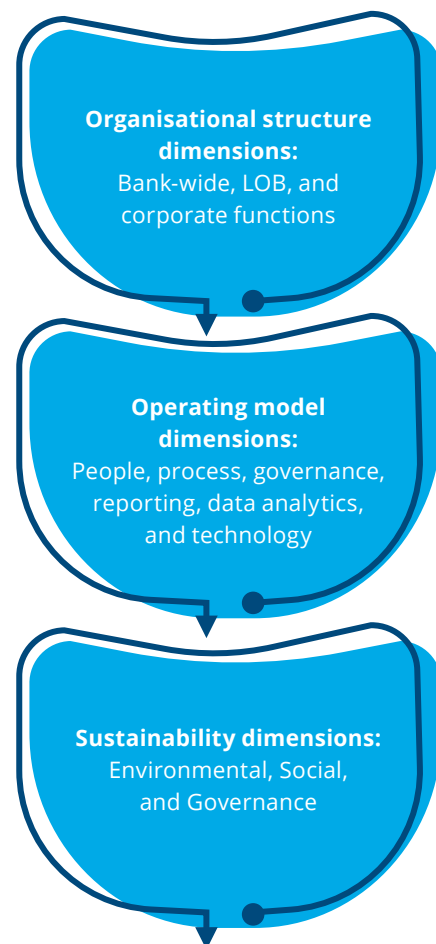 Organisational structure
dimensions:
Bank-wide, LOB, and
corporate functions
Operating model
dimensions:
People, process, governance,
reporting, data analytics,
and technology
Sustainability dimensions:
Environmental, Social,
and Governance